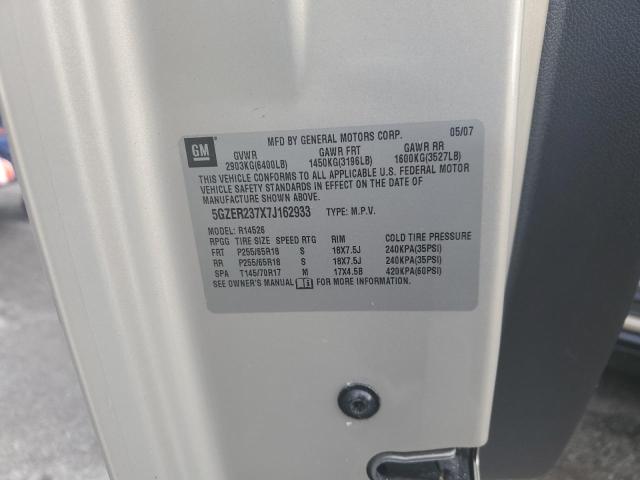 GM
MFD BY GENERAL MOTORS CORP. 05/07
GVWR GAWR FRT GAWR RR
2903KG(6400LB) 1450KG(3196LB) 1600KG(3527LB)
THIS VEHICLE CONFORMS TO ALL APPLICABLE U.S. FEDERAL MOTOR
VEHICLE SAFETY STANDARDS IN EFFECT ON THE DATE OF
MANUFACTURE SHOWN ABOVE.
5GZER237X7J162933 TYPE: M.P.V.
MODEL: R14526
RPGG TIRE SIZE SPEED RTG RIM COLD TIRE PRESSURE
FRT P255/65R18 S 18X7.5J 240KPA(35PSI)
RR P255/65R18 S 18X7.5J 240KPA(35PSI)
SPA T145/70R17 M 17X4.5B 420KPA(60PSI)
SEE OWNER'S MANUAL FOR MORE INFORMATION.